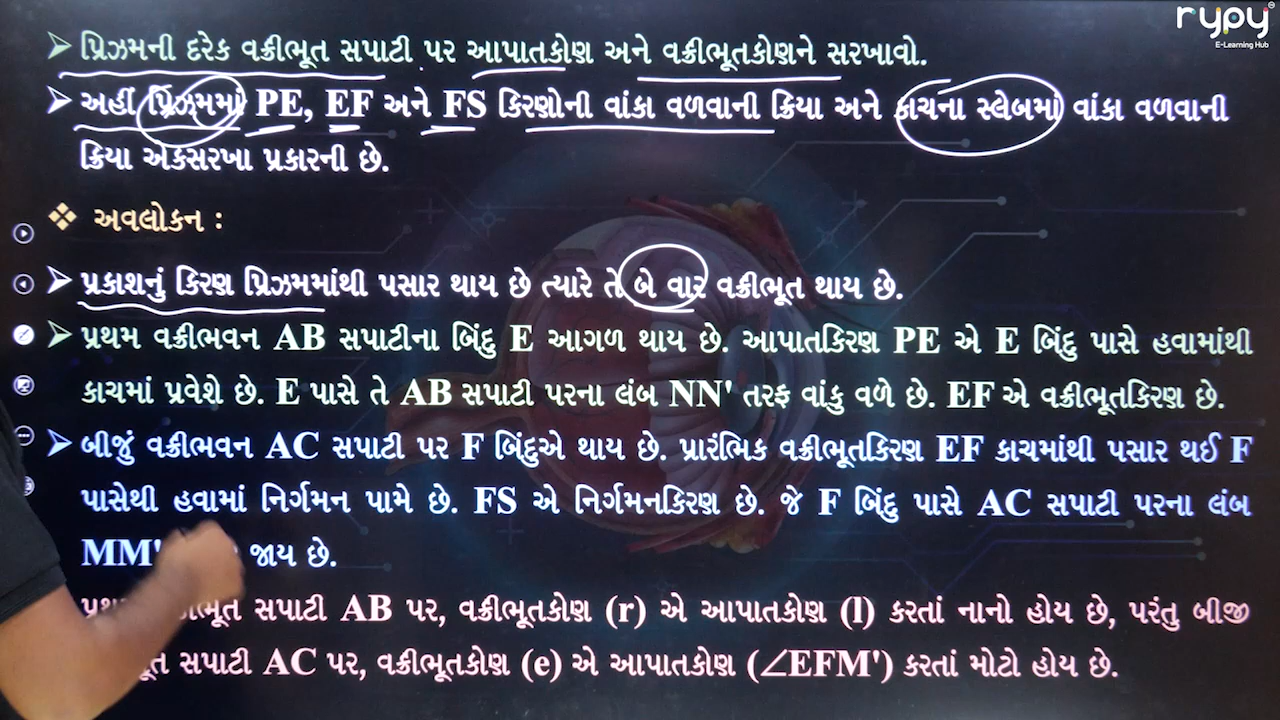 rypy
E-Learning Hub
➢ પ્રિઝમની દરેક વક્રીભૂત સપાટી પર આપાતકોણ અને વક્રીભૂતકોણને સરખાવો.
➢ અહીં પ્રિઝમમાં PE, EF અને FS કિરણોની વાંકા વળવાની ક્રિયા અને કાચના સ્લેબમાં વાંકા વળવાની
ક્રિયા એકસરખા પ્રકારની છે.
❖ અવલોકન :
➢ પ્રકાશનું કિરણ પ્રિઝમમાંથી પસાર થાય છે ત્યારે તે બે વાર વક્રીભૂત થાય છે.
➢ પ્રથમ વક્રીભવન AB સપાટીના બિંદુ E આગળ થાય છે. આપાતકિરણ PE એ E બિંદુ પાસે હવામાંથી
કાચમાં પ્રવેશે છે. E પાસે તે AB સપાટી પરના લંબ NN' તરફ વાંકુ વળે છે. EF એ વક્રીભૂતકિરણ છે.
➢ બીજું વક્રીભવન AC સપાટી પર F બિંદુએ થાય છે. પ્રારંભિક વક્રીભૂતકિરણ EF કાચમાંથી પસાર થઈ F
પાસેથી હવામાં નિર્ગમન પામે છે. FS એ નિર્ગમનકિરણ છે. જે F બિંદુ પાસે AC સપાટી પરના લંબ
MM' જાય છે.
સપાટી AB પર, વક્રીભૂતકોણ (r) એ આપાતકોણ (l) કરતાં નાનો હોય છે, પરંતુ બીજી
સપાટી AC પર, વક્રીભૂતકોણ (e) એ આપાતકોણ (∠EFM') કરતાં મોટો હોય છે.